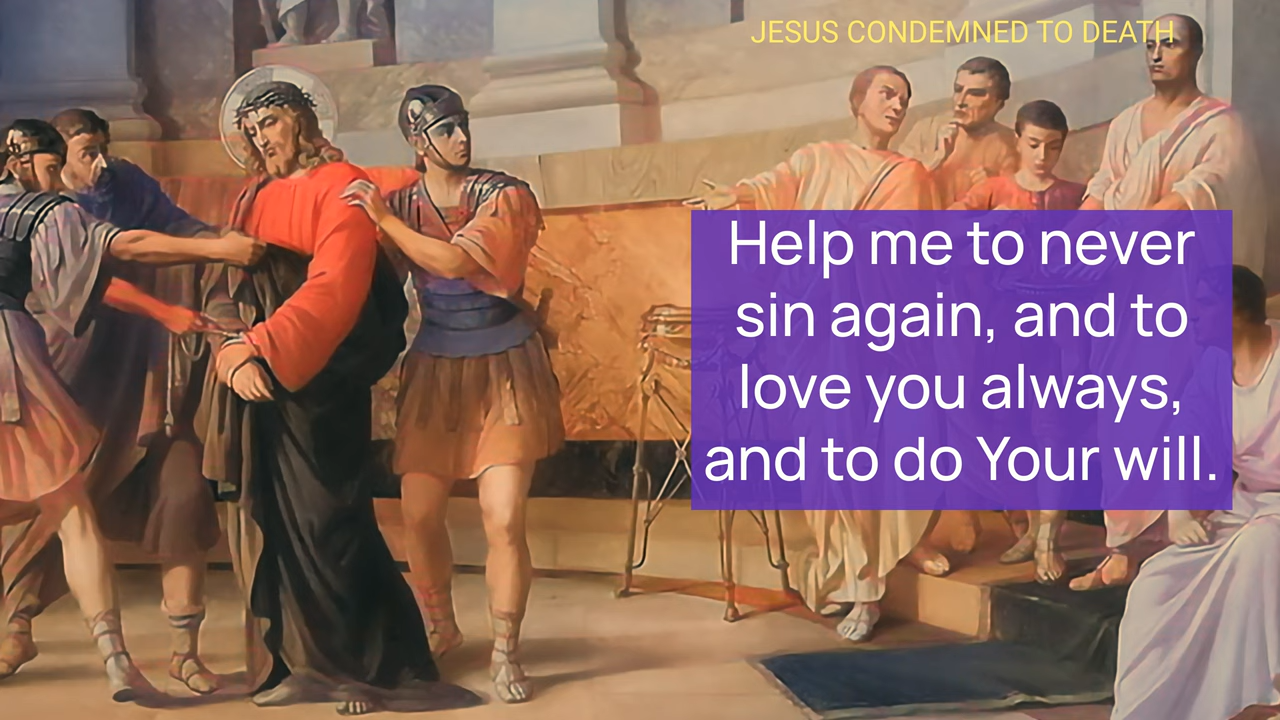 JESUS CONDEMNED TO DEATH
Help me to never
sin again, and to
love you always,
and to do Your will.